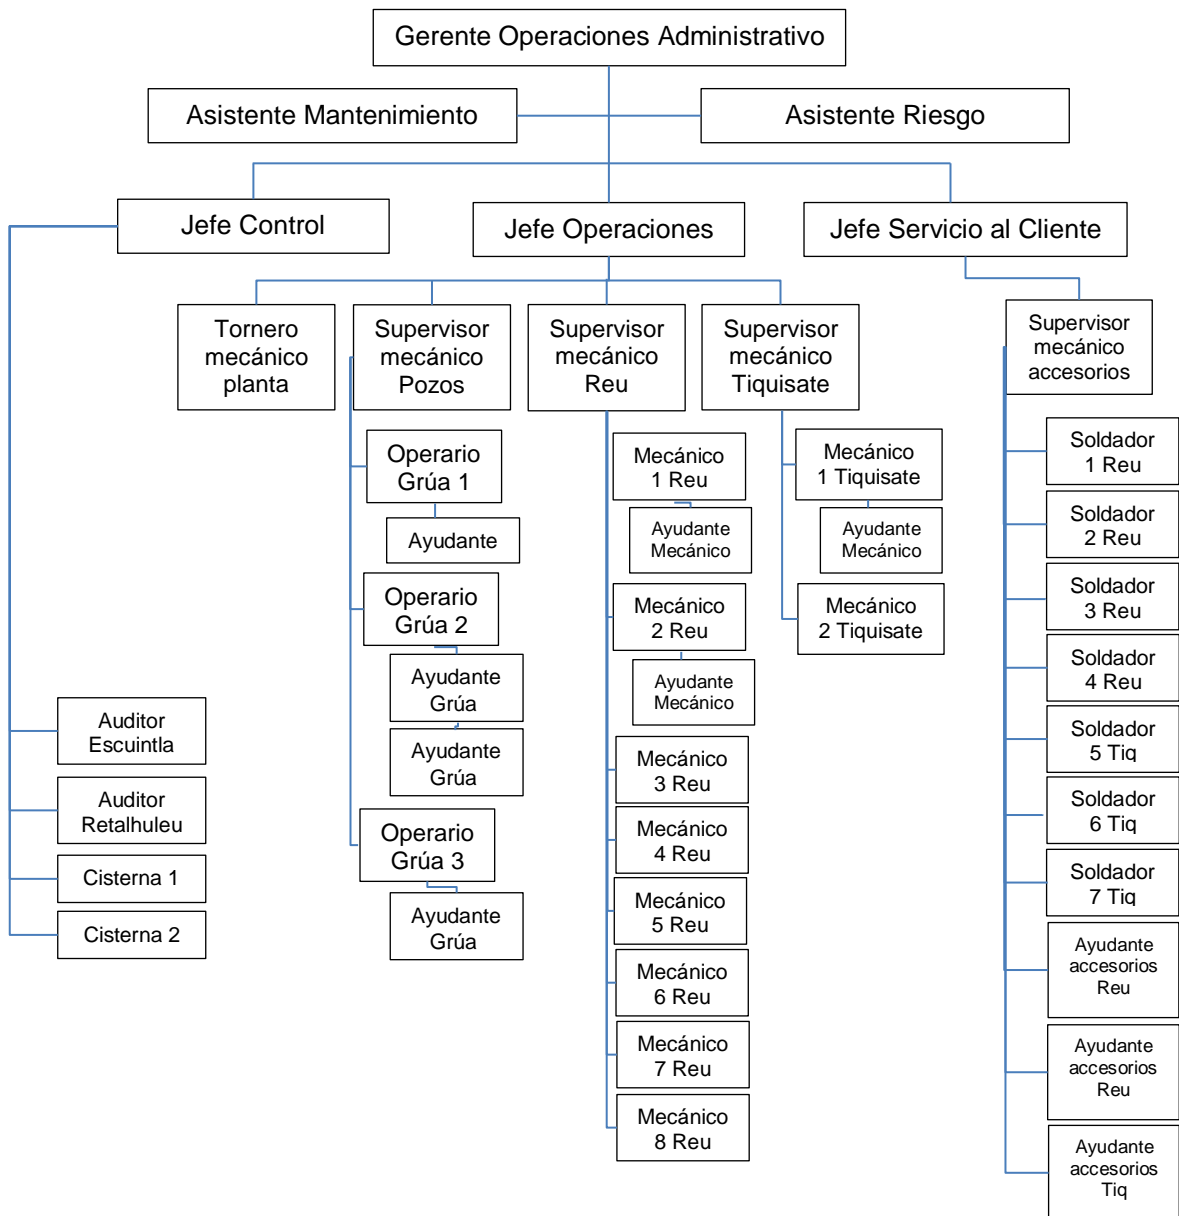 Gerente Operaciones Administrativo
Asistente Mantenimiento
Asistente Riesgo
Jefe Control
Jefe Operaciones
Jefe Servicio al Cliente
Tornero
mecánico
planta
Supervisor
mecánico
Pozos
Supervisor
mecánico
Reu
Supervisor
mecánico
Tiquisate
Supervisor
mecánico
accesorios
Auditor
Escuintla
Auditor
Retalhuleu
Cisterna 1
Cisterna 2
Operario
Grúa 1
Ayudante
Operario
Grúa 2
Ayudante
Grúa
Ayudante
Grúa
Operario
Grúa 3
Ayudante
Grúa
Mecánico
1 Reu
Ayudante
Mecánico
Mecánico
2 Reu
Ayudante
Mecánico
Mecánico
3 Reu
Mecánico
4 Reu
Mecánico
5 Reu
Mecánico
6 Reu
Mecánico
7 Reu
Mecánico
8 Reu
Mecánico
1 Tiquisate
Ayudante
Mecánico
Mecánico
2 Tiquisate
Soldador
1 Reu
Soldador
2 Reu
Soldador
3 Reu
Soldador
4 Reu
Soldador
5 Tiq
Soldador
6 Tiq
Soldador
7 Tiq
Ayudante
accesorios
Reu
Ayudante
accesorios
Reu
Ayudante
accesorios
Tiq